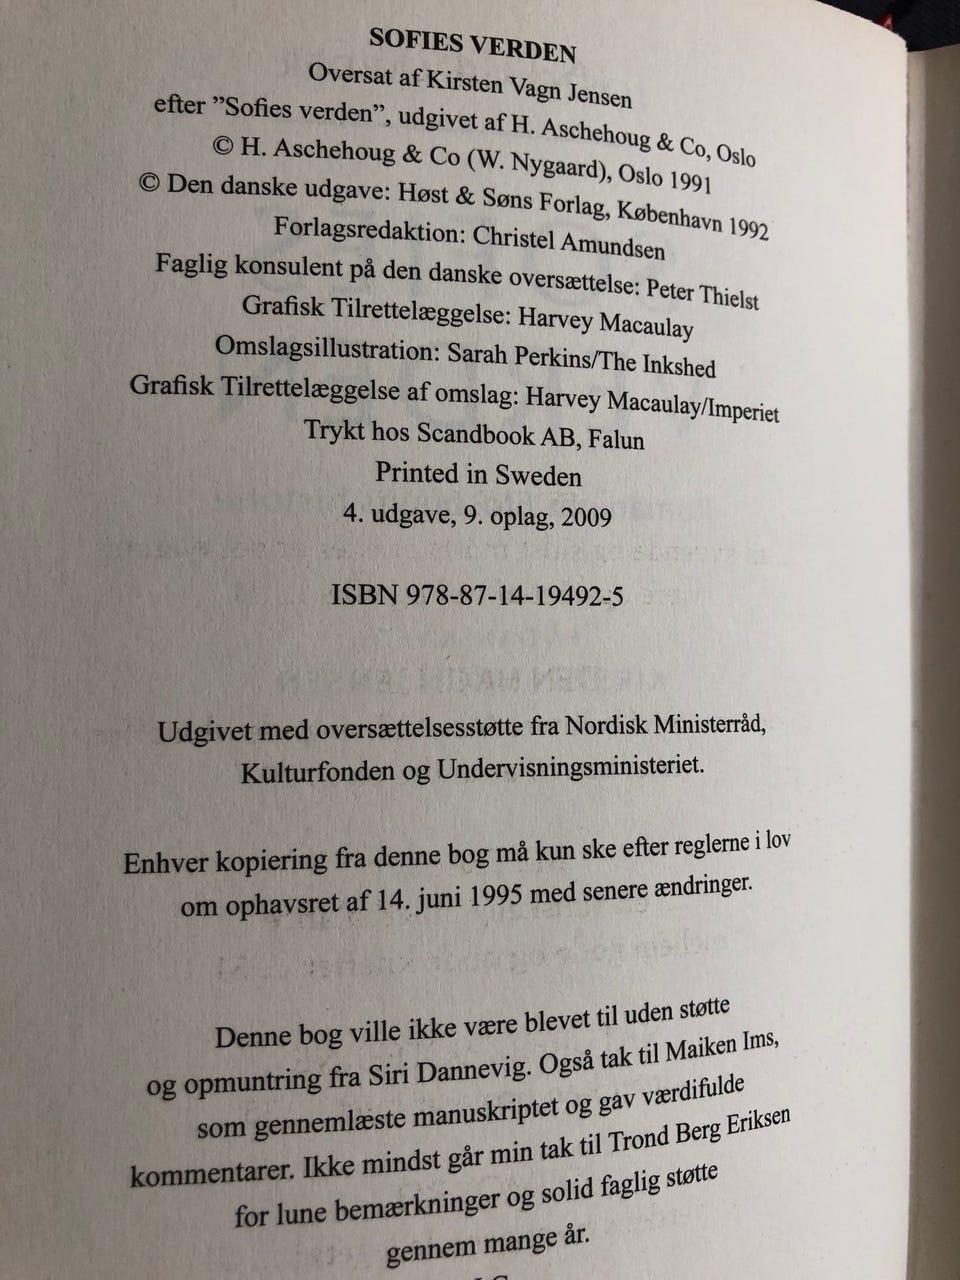 SOFIES VERDEN
Oversat af Kirsten Vagn Jensen
efter ”Sofies verden”, udgivet af H. Aschehoug & Co, Oslo
© H. Aschehoug & Co (W. Nygaard), Oslo 1991
© Den danske udgave: Høst & Søns Forlag, København 1992
Forlagsredaktion: Christel Amundsen
Faglig konsulent på den danske oversættelse: Peter Thielst
Grafisk Tilrettelæggelse: Harvey Macaulay
Omslagsillustration: Sarah Perkins/The Inkshed
Grafisk Tilrettelæggelse af omslag: Harvey Macaulay/Imperiet
Trykt hos Scandbook AB, Falun
Printed in Sweden
4. udgave, 9. oplag, 2009
ISBN 978-87-14-19492-5
Udgivet med oversættelsesstøtte fra Nordisk Ministerråd,
Kulturfonden og Undervisningsministeriet.
Enhver kopiering fra denne bog må kun ske efter reglerne i lov
om ophavsret af 14. juni 1995 med senere ændringer.
Denne bog ville ikke være blevet til uden støtte
og opmuntring fra Siri Dannevig. Også tak til Maiken Ims,
som gennemlæste manuskriptet og gav værdifulde
kommentarer. Ikke mindst går min tak til Trond Berg Eriksen
for lune bemærkninger og solid faglig støtte
gennem mange år.